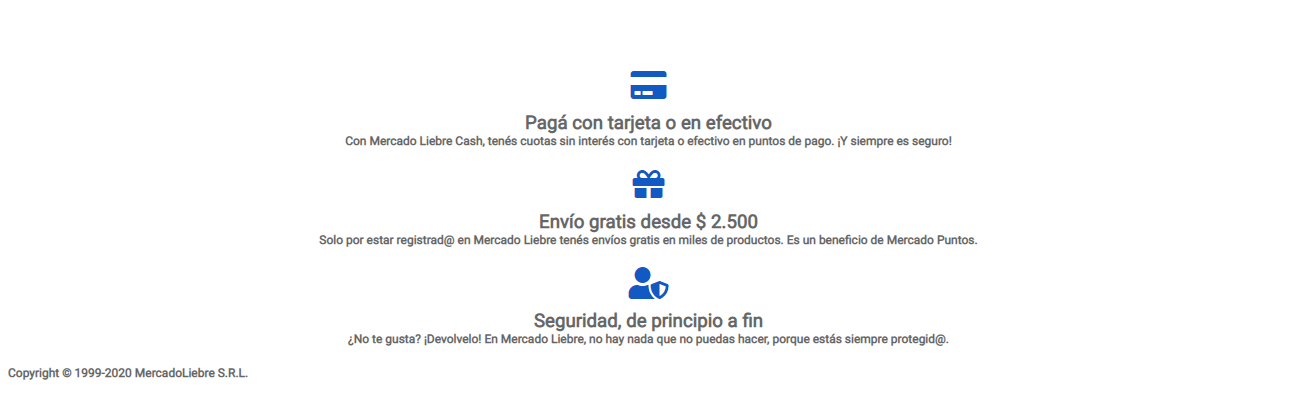 Pagá con tarjeta o en efectivo
Con Mercado Liebre Cash, tenés cuotas sin interés con tarjeta o efectivo en puntos de pago. ¡Y siempre es seguro!
Envío gratis desde $ 2.500
Solo por estar registrad@ en Mercado Liebre tenés envíos gratis en miles de productos. Es un beneficio de Mercado Puntos.
Seguridad, de principio a fin
¿No te gusta? ¡Devolvelo! En Mercado Liebre, no hay nada que no puedas hacer, porque estás siempre protegid@.
Copyright © 1999-2020 MercadoLiebre S.R.L.